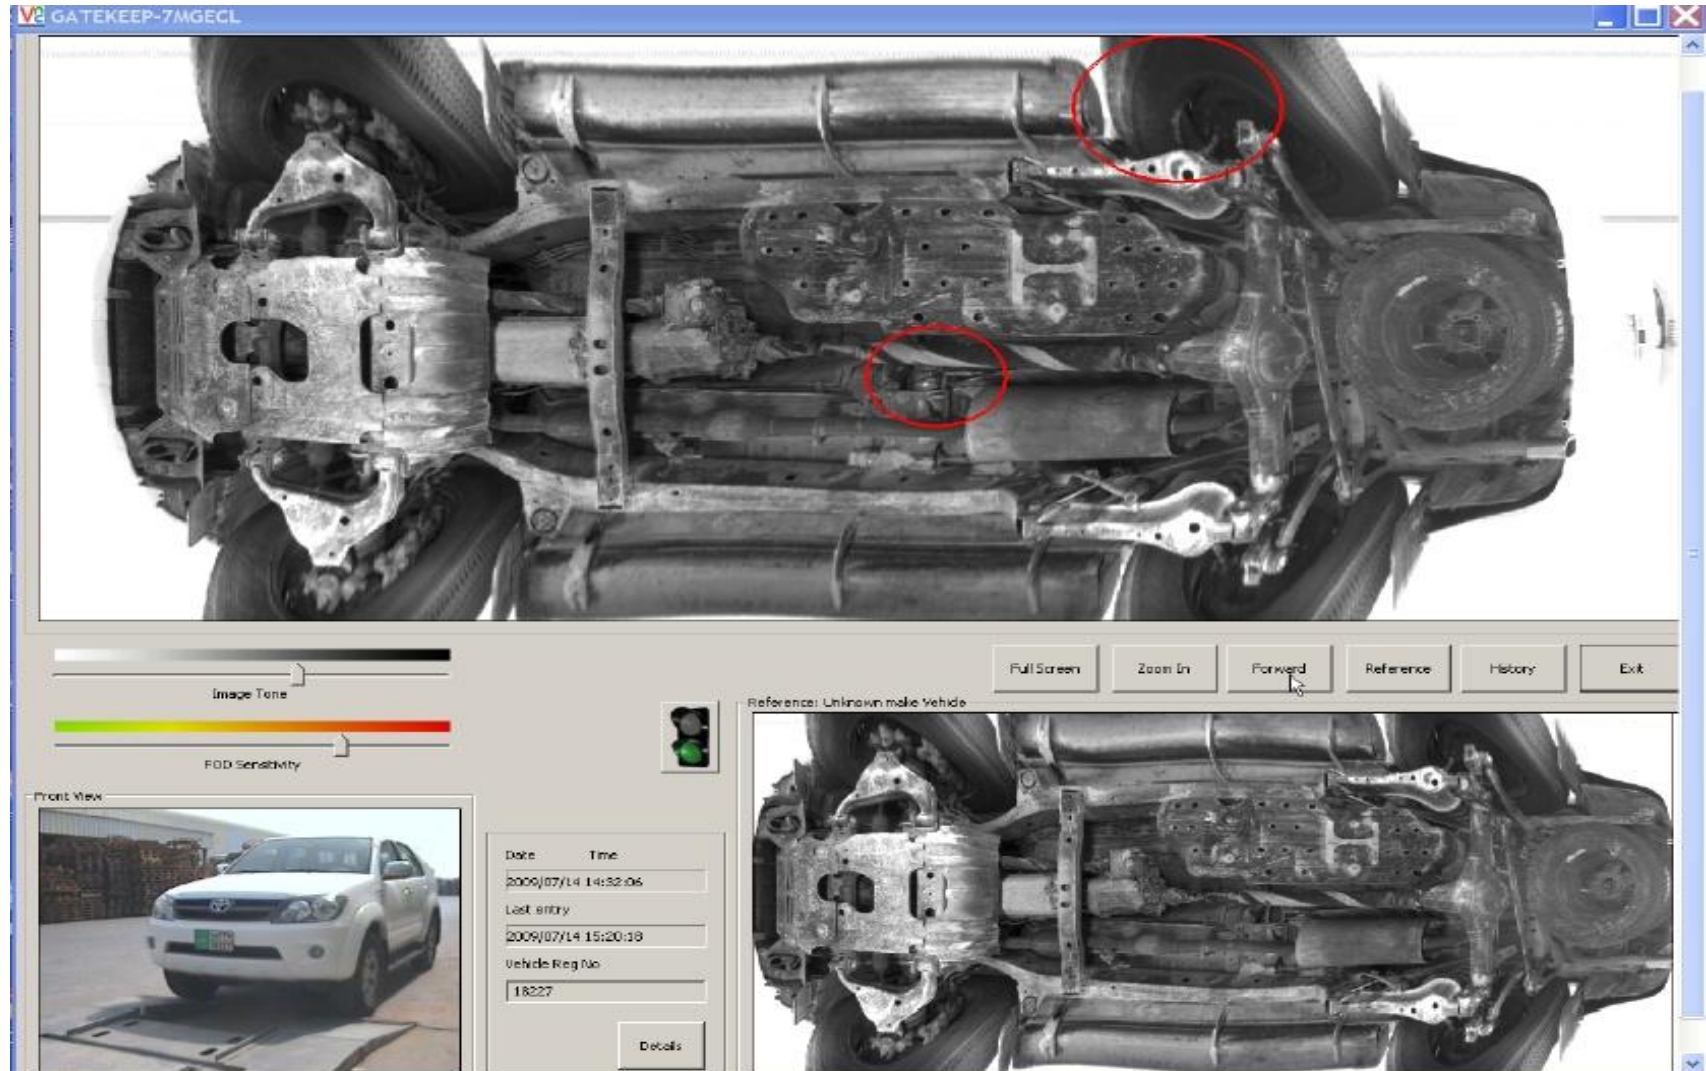 V2 GATEKEEP-7MGECL
Full Screen
Zoom In
Forward
Reference
History
Exit
Image Tone
FOD Sensitivity
Reference: Unknown make Vehicle
Front View
Date Time
2009/07/14 14:32:06
Last entry
2009/07/14 15:20:18
Vehicle Reg No
18227
Details